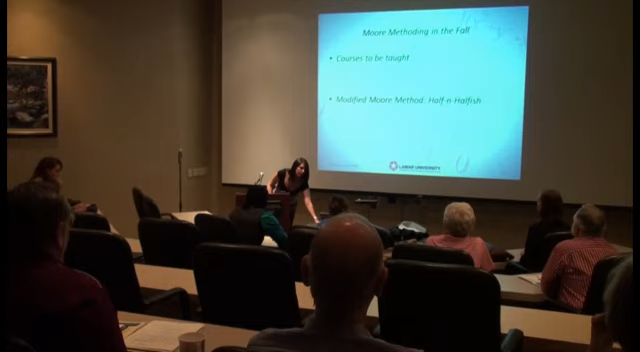 Moore Methoding in the Fall
• Courses to be taught
• Modified Moore Method: Half-n-Halfish
LAMAR UNIVERSITY